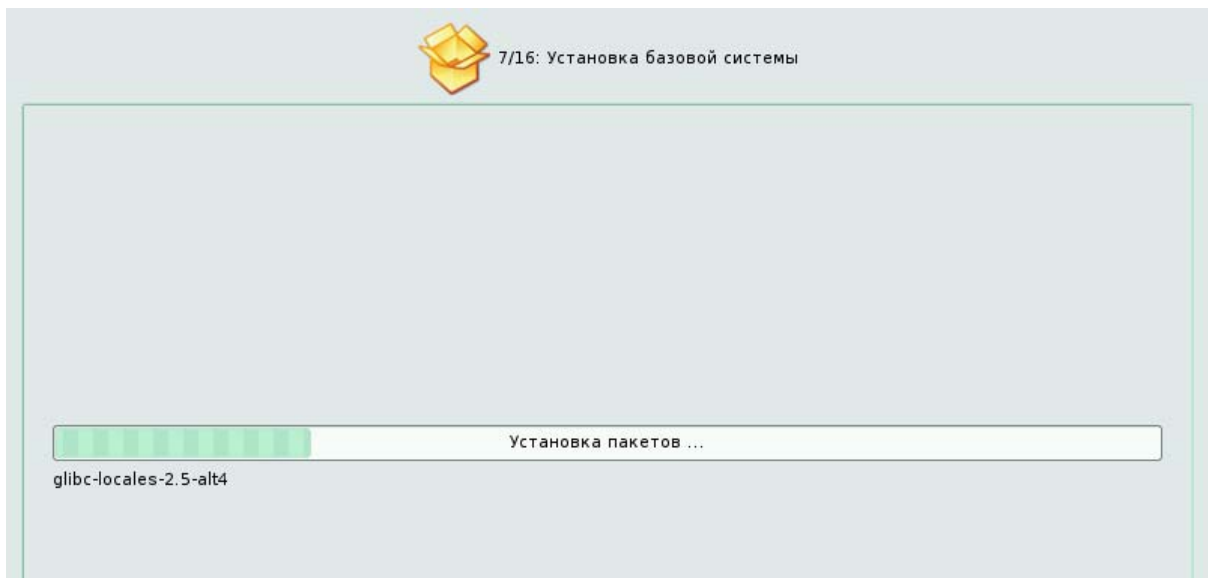 7/16: Установка базовой системы
Установка пакетов ...
glibc-locales-2.5-alt4